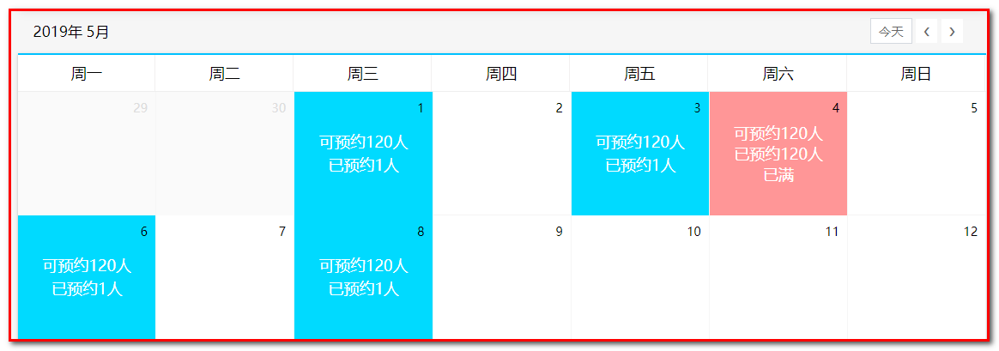 2019年 5月
今天
周一 周二 周三 周四 周五 周六 周日
29 30 1 2 3 4 5
可预约120人
已预约1人
可预约120人
已预约1人
可预约120人
已预约120人
已满
6 7 8 9 10 11 12
可预约120人
已预约1人
可预约120人
已预约1人